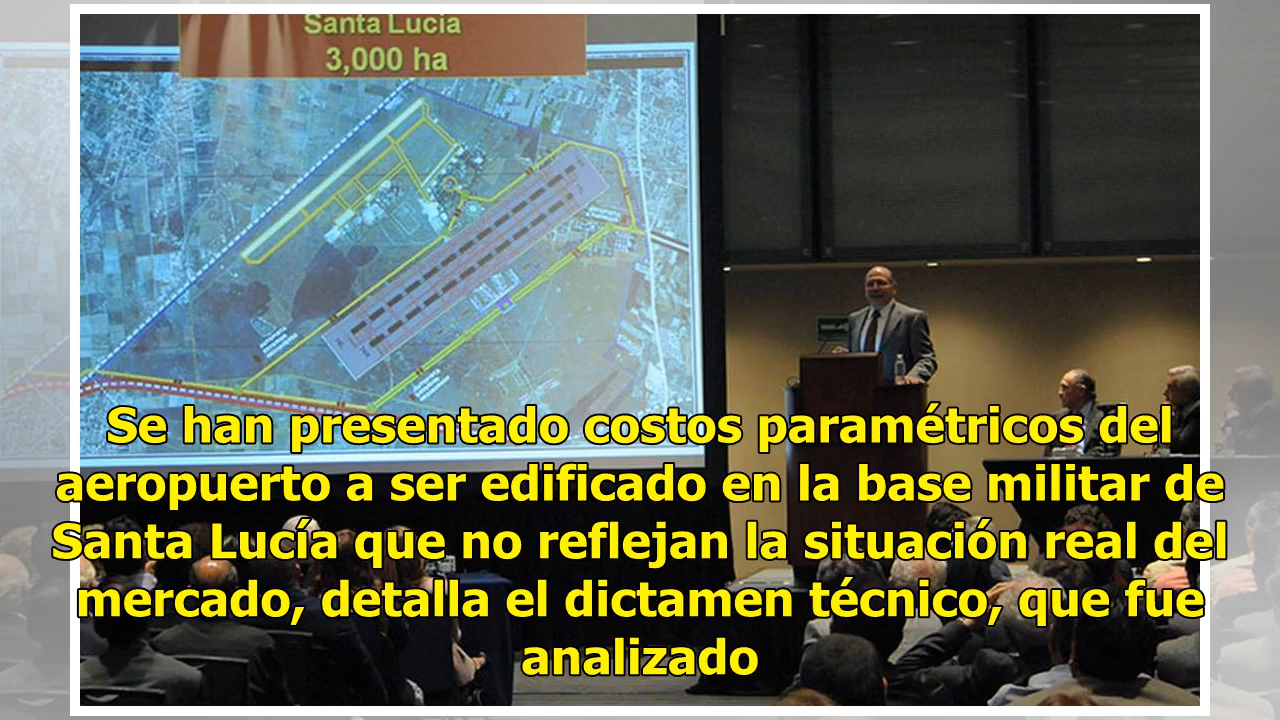 Santa Lucía
3,000 ha
Se han presentado costos paramétricos del
aeropuerto a ser edificado en la base militar de
Santa Lucía que no reflejan la situación real del
mercado, detalla el dictamen técnico, que fue
analizado